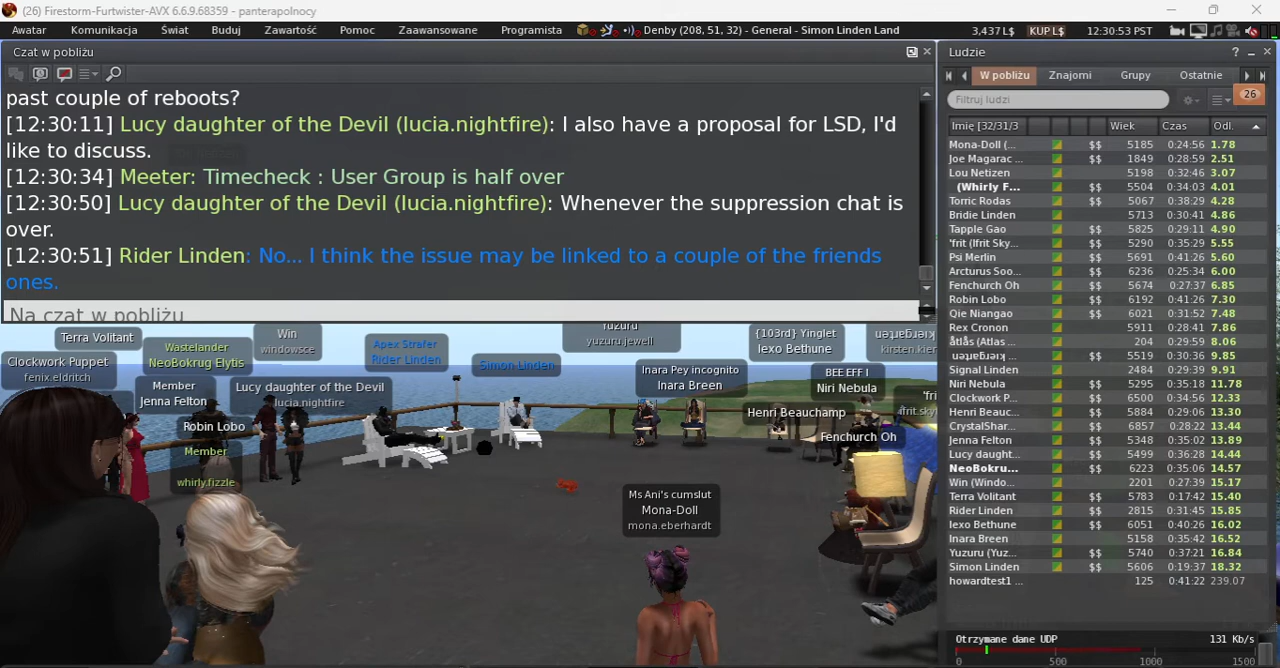 (26) Firestorm-Furtwister-AVX 6.6.9.68359 - panterapolnocy
Awatar Komunikacja Świat Buduj Zawartość Pomoc Zaawansowane Programista Denby (208, 51, 32) - General - Simon Linden Land 3,437 L$ KUP L$ 12:30:53 PST
Czat w pobliżu
past couple of reboots?
[12:30:11] Lucy daughter of the Devil (lucia.nightfire): I also have a proposal for LSD, I'd
like to discuss.
[12:30:34] Meeter: Timecheck : User Group is half over
[12:30:50] Lucy daughter of the Devil (lucia.nightfire): Whenever the suppression chat is
over.
[12:30:51] Rider Linden: No... I think the issue may be linked to a couple of the friends
ones.
Na czat w pobliżu
Terra Volitant
Clockwork Puppet
fenix.eldritch
Wastelander
NeoBokrug Elytis
Win
windowsce
Member
Jenna Felton
Lucy daughter of the Devil
lucia.nightfire
Robin Lobo
Member
whirly.fizzle
Apex Strafer
Rider Linden
Simon Linden
Yuzuru
yuzuru.jewell
Inara Pey incognito
Inara Breen
{103rd} Yinglet
Iexo Bethune
kirsten.kier
BEE EFF I
Niri Nebula
'fri
ifrit.sky
Henri Beauchamp
Fenchurch Oh
Ms Ani's cumslut
Mona-Doll
mona.eberhardt
Ludzie
W pobliżu Znajomi Grupy Ostatnie
26
Filtruj ludzi
Imię [32/31/3 Wiek Czas Odl.
Mona-Doll (... $$ 5185 0:24:56 1.78
Joe Magarac ... $$ 1849 0:28:59 2.51
Lou Netizen 5198 0:32:46 3.07
(Whirly F... $$ 5504 0:34:03 4.01
Torric Rodas $$ 5067 0:38:29 4.28
Bridie Linden 5713 0:30:41 4.86
Tapple Gao $$ 5825 0:29:11 4.90
'frit (Ifrit Sky... $$ 5290 0:35:29 5.55
Psi Merlin $$ 5691 0:41:26 5.60
Arcturus Soo... $$ 6236 0:25:34 6.00
Fenchurch Oh $$ 5674 0:27:37 6.85
Robin Lobo $$ 6192 0:41:26 7.30
Qie Niangao $$ 6021 0:31:52 7.48
Rex Cronon 5911 0:28:41 7.86
åtlås (Atlas ... 204 0:29:59 8.06
$$ 5519 0:30:36 9.85
Signal Linden 2484 0:29:39 9.91
Niri Nebula $$ 5295 0:35:18 11.78
Clockwork P... $$ 6500 0:34:56 12.33
Henri Beauc... $$ 5884 0:29:06 13.30
CrystalShar... $$ 6857 0:28:22 13.44
Jenna Felton $$ 5348 0:35:02 13.89
Lucy daught... $$ 5499 0:36:28 14.44
NeoBokru... $$ 6223 0:35:06 14.57
Win (Windo... 2201 0:27:39 15.17
Terra Volitant $$ 5783 0:17:42 15.40
Rider Linden $$ 2815 0:31:45 15.85
Iexo Bethune $$ 6051 0:40:26 16.02
Inara Breen 5158 0:35:42 16.52
Yuzuru (Yuz... $$ 5740 0:37:21 16.84
Simon Linden $$ 5606 0:19:37 18.32
howardtest1 ... 125 0:41:22 239.07
Otrzymane dane UDP 131 Kb/s
0 500 1000 1500